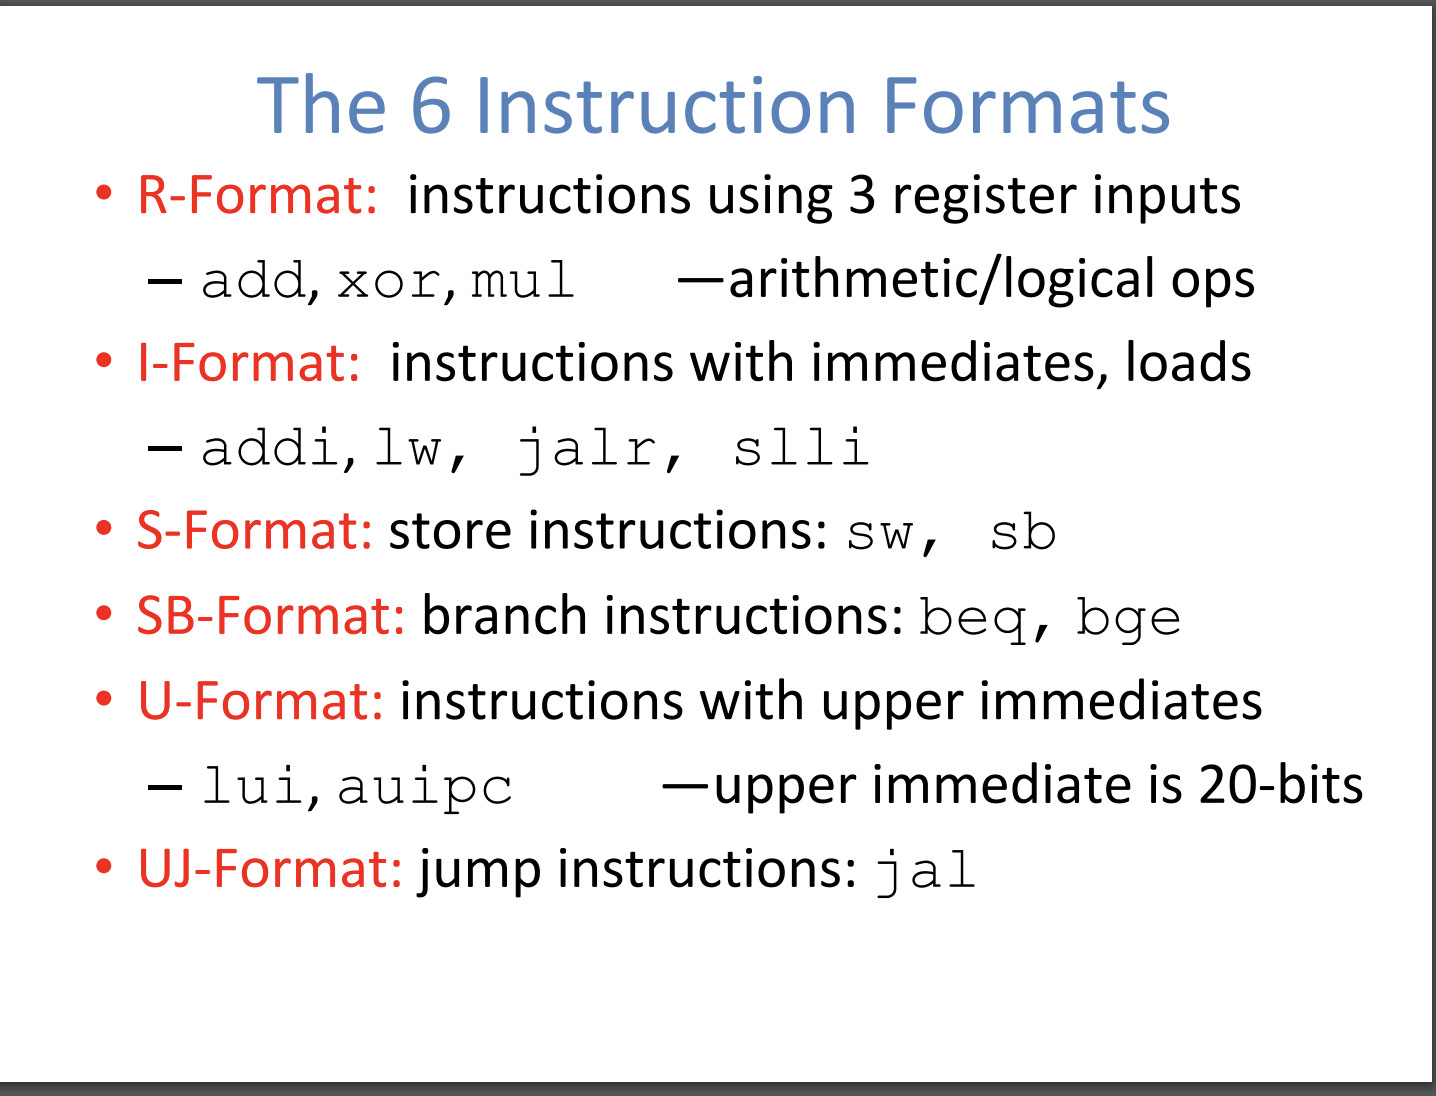 The 6 Instruction Formats
• R-Format: instructions using 3 register inputs
– add, xor, mul —arithmetic/logical ops
• I-Format: instructions with immediates, loads
– addi, lw, jalr, slli
• S-Format: store instructions: sw, sb
• SB-Format: branch instructions: beq, bge
• U-Format: instructions with upper immediates
– lui, auipc —upper immediate is 20-bits
• UJ-Format: jump instructions: jal